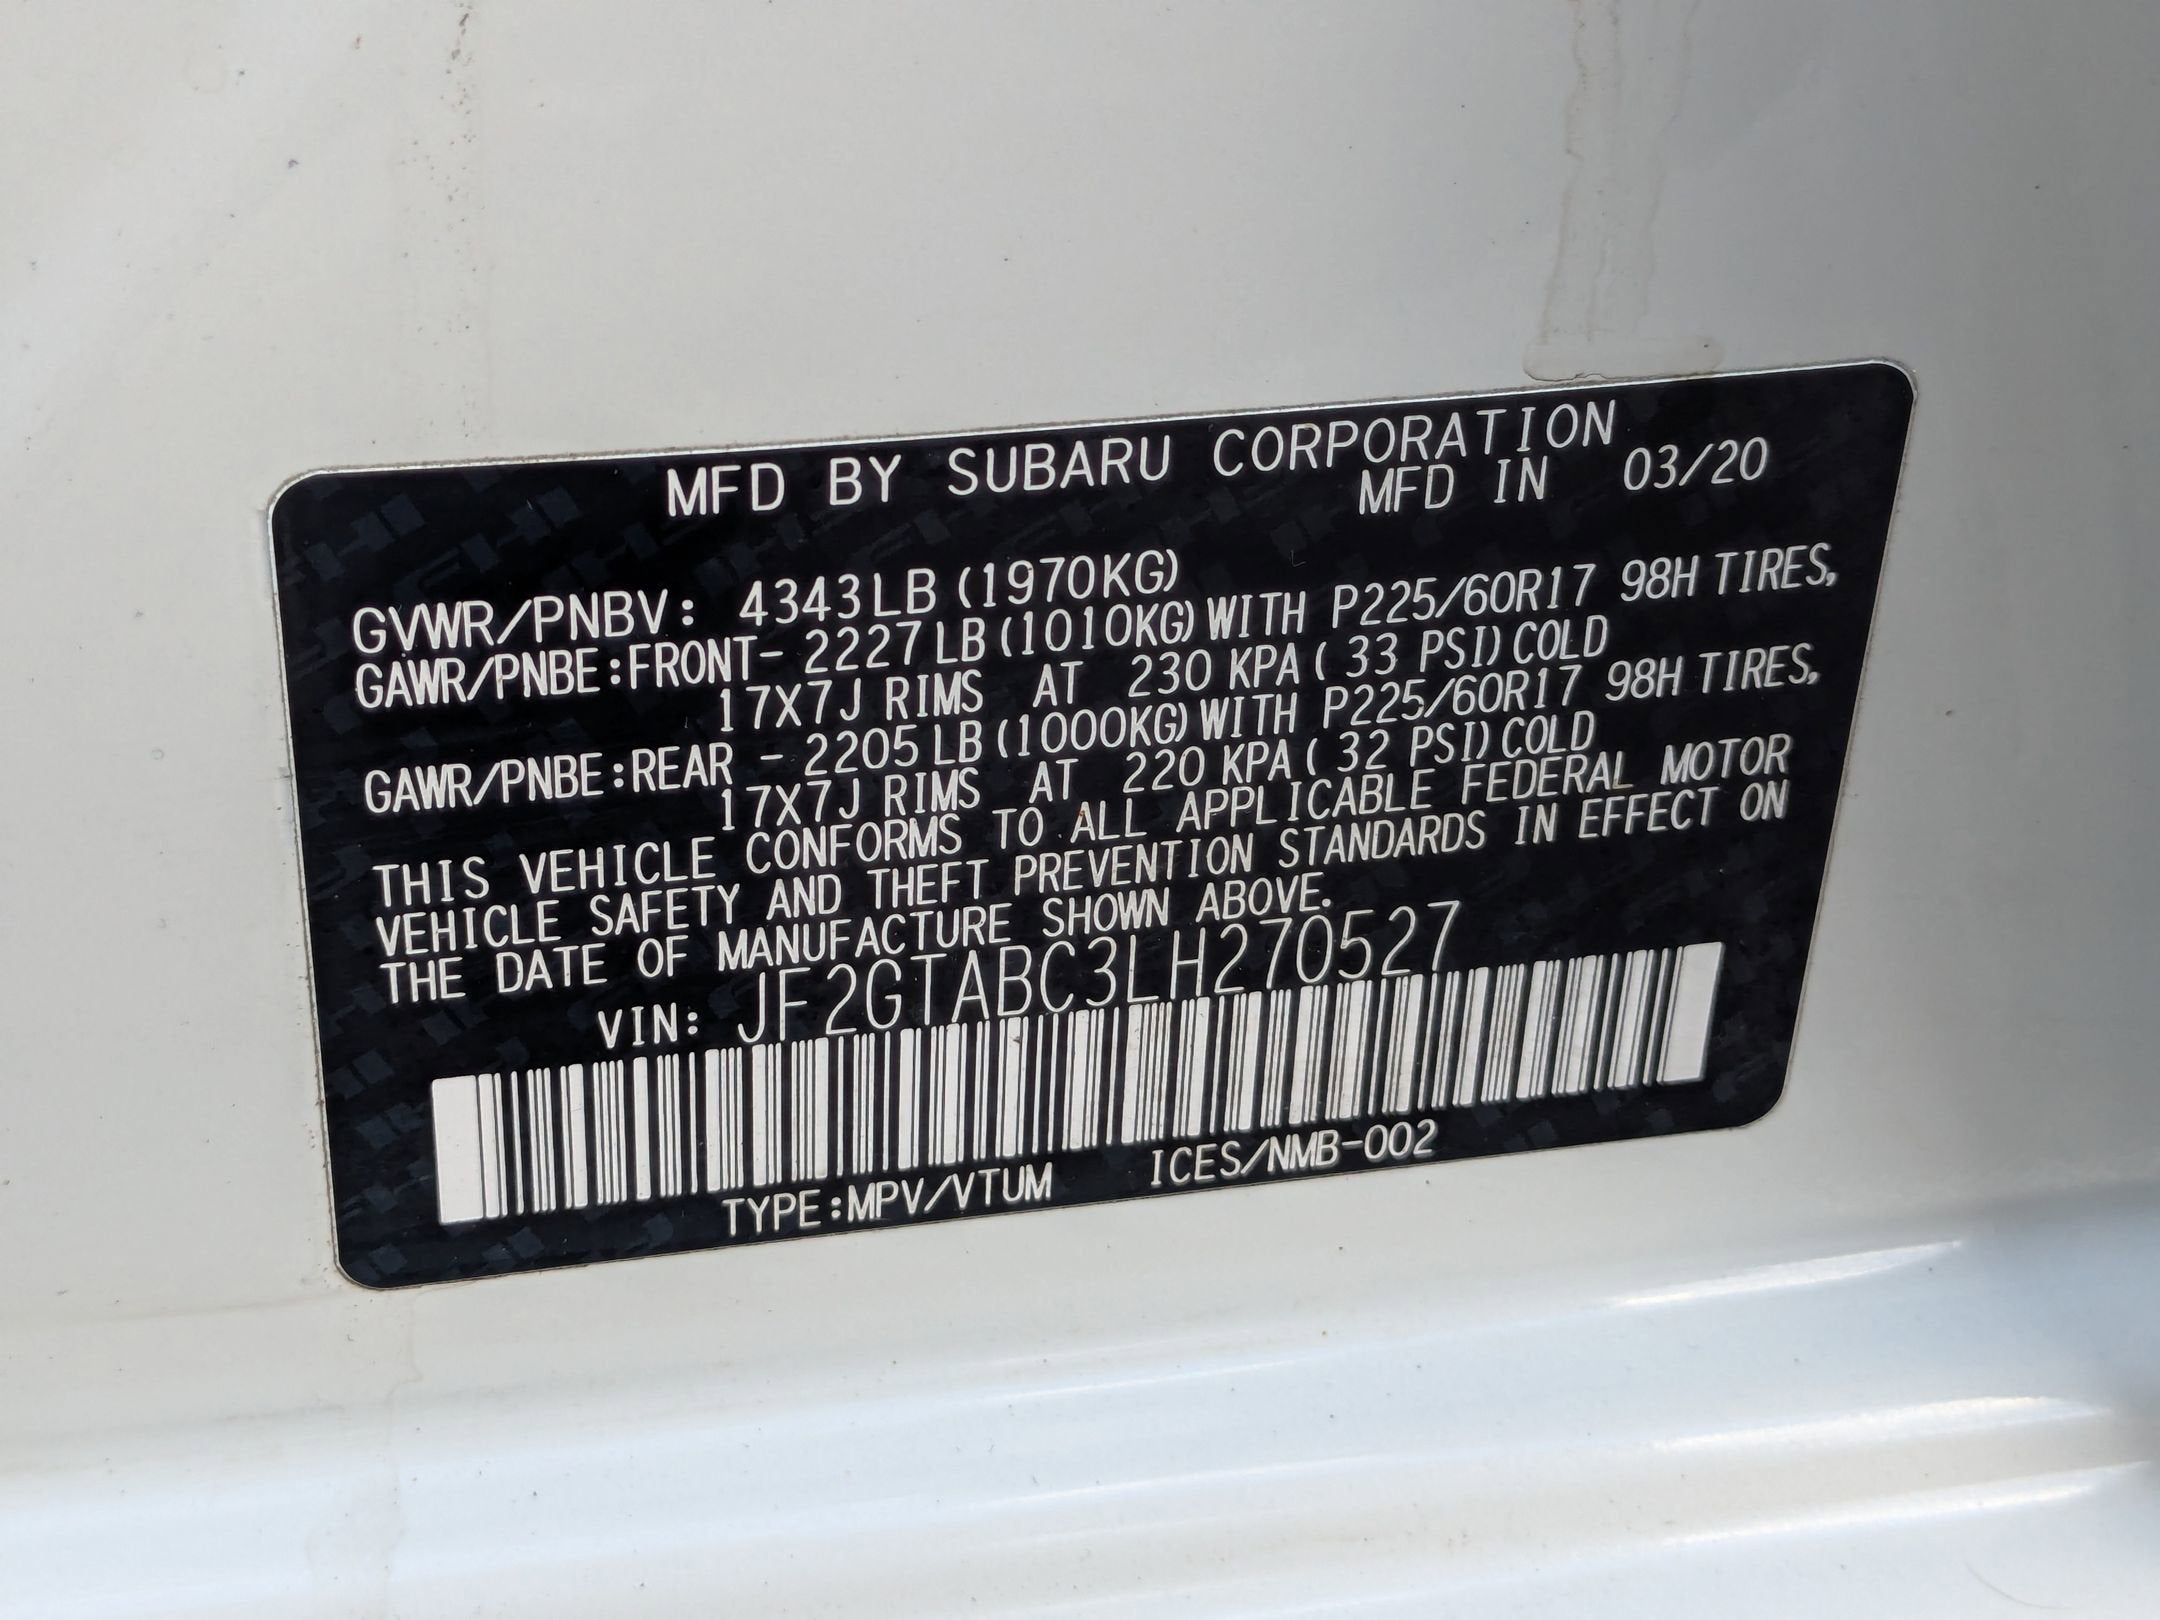 MFD BY SUBARU CORPORATION
MFD IN 03/20
GVWR/PNBV: 4343LB (1970KG)
GAWR/PNBE:FRONT- 2227LB(1010KG)WITH P225/60R17 98H TIRES,
17X7J RIMS AT 230 KPA( 33 PSI)COLD
GAWR/PNBE:REAR - 2205LB(1000KG)WITH P225/60R17 98H TIRES,
17X7J RIMS AT 220 KPA( 32 PSI)COLD
THIS VEHICLE CONFORMS TO ALL APPLICABLE FEDERAL MOTOR
VEHICLE SAFETY AND THEFT PREVENTION STANDARDS IN EFFECT ON
THE DATE OF MANUFACTURE SHOWN ABOVE.
VIN: JF2GTABC3LH270527
TYPE:MPV/VTUM ICES/NMB-002